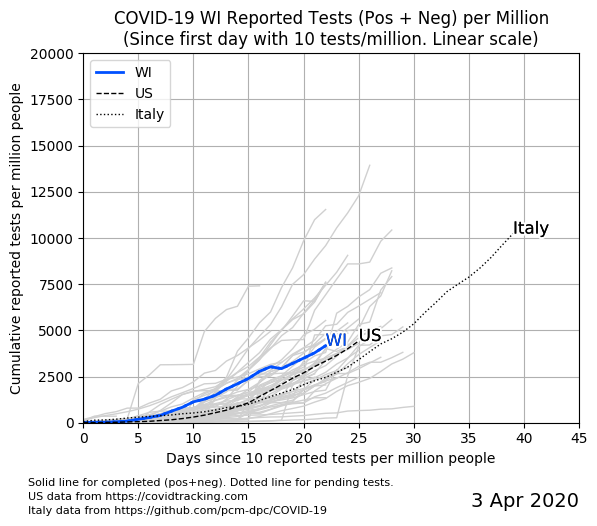 COVID-19 WI Reported Tests (Pos + Neg) per Million
(Since first day with 10 tests/million. Linear scale)
Cumulative reported tests per million people
20000
17500
15000
12500
10000
7500
5000
2500
0
WI
US
Italy
Italy
WI
US
0 5 10 15 20 25 30 35 40 45
Days since 10 reported tests per million people
Solid line for completed (pos+neg). Dotted line for pending tests.
US data from https://covidtracking.com
Italy data from https://github.com/pcm-dpc/COVID-19
3 Apr 2020